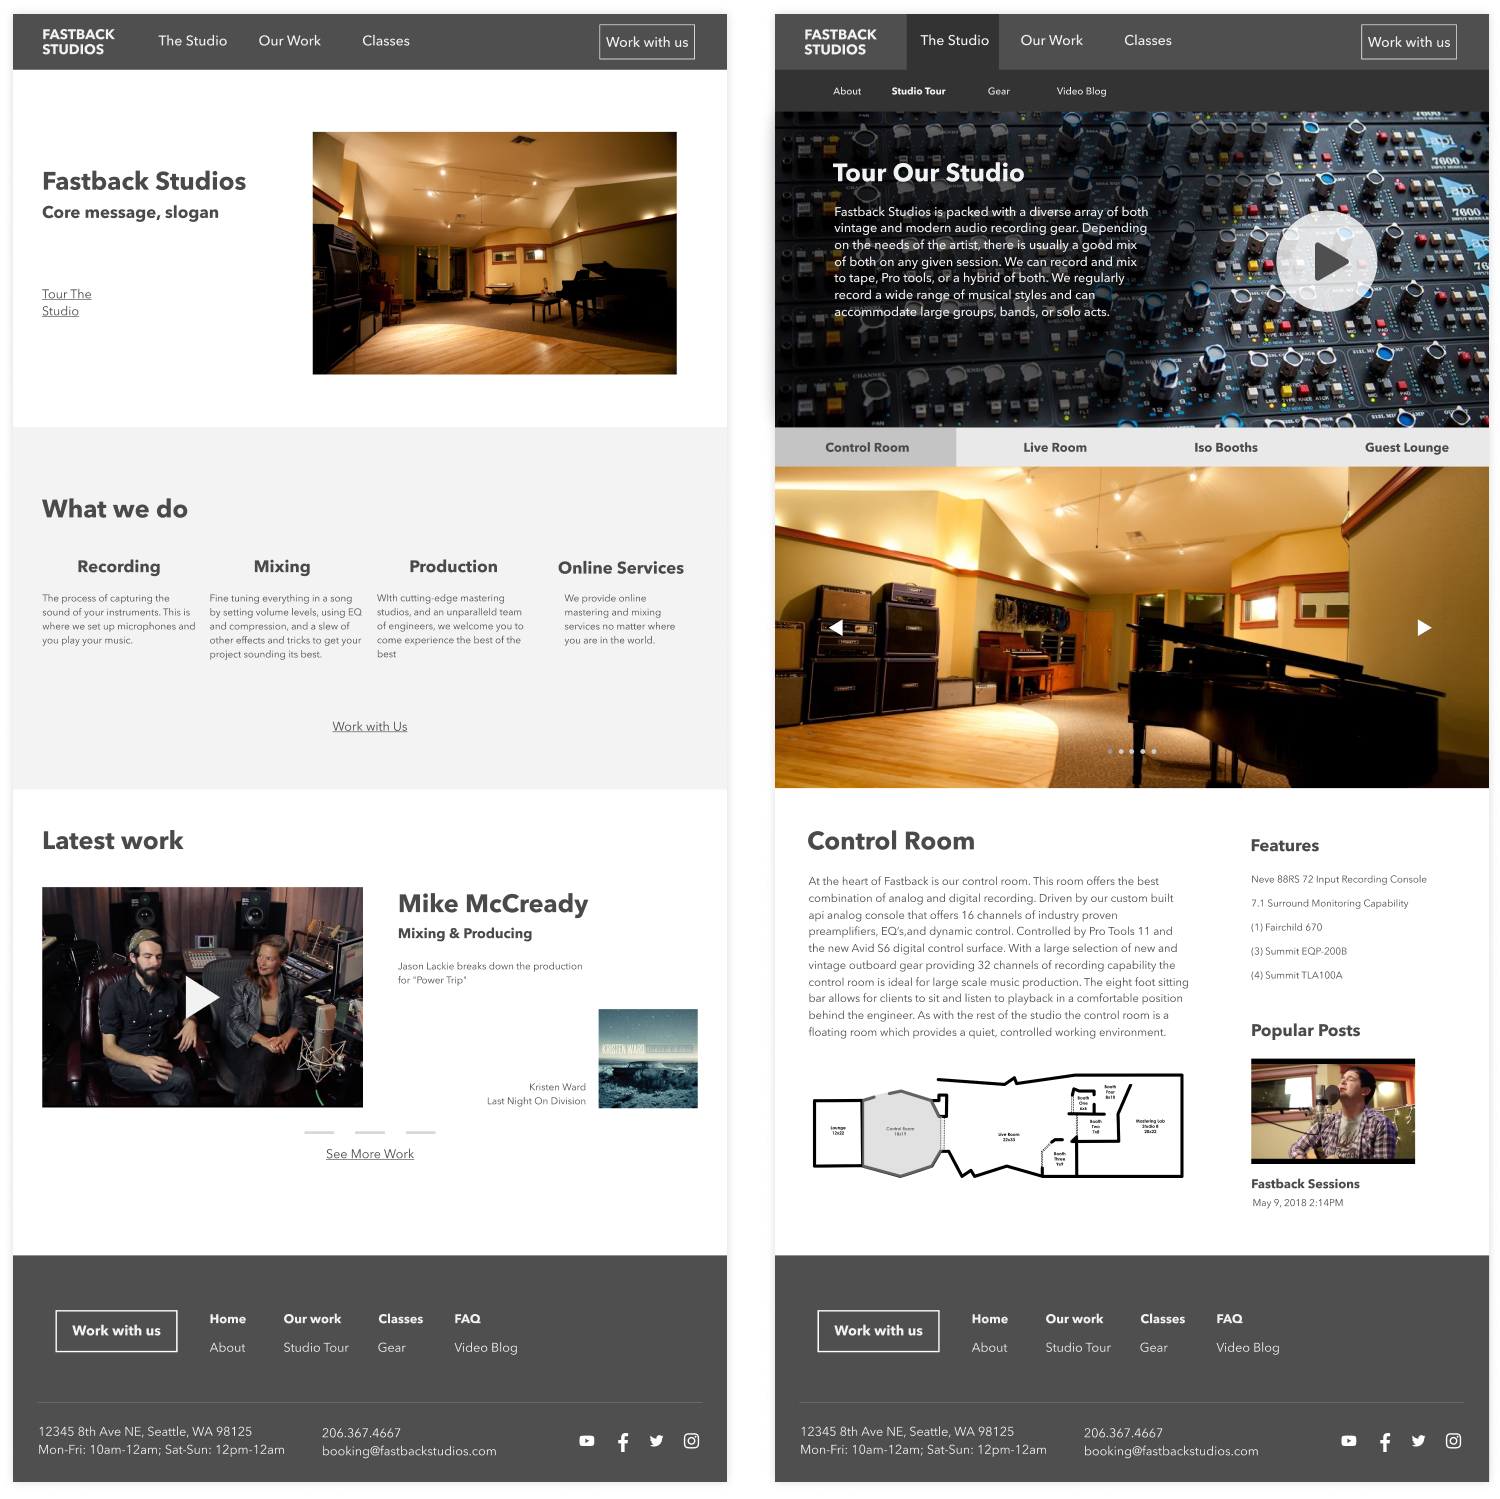 FASTBACK
STUDIOS
The Studio
Our Work
Classes
Work with us
Fastback Studios
Core message, slogan
Tour The
Studio
What we do
Recording
The process of capturing the
sound of your instruments. This is
where we set up microphones and
you play your music.
Mixing
Fine tuning everything in a song
by setting volume levels, using EQ
and compression, and a slew of
other effects and tricks to get your
project sounding its best.
Production
WIth cutting-edge mastering
studios, and an unparalleld team
of engineers, we welcome you to
come experience the best of the
best
Online Services
We provide online
mastering and mixing
services no matter where
you are in the world.
Work with Us
Latest work
Mike McCready
Mixing & Producing
Jason Lackie breaks down the production
for "Power Trip"
KRISTEN WARD
Kristen Ward
Last Night On Division
See More Work
Work with us
Home
Our work
Classes
FAQ
About
Studio Tour
Gear
Video Blog
12345 8th Ave NE, Seattle, WA 98125
Mon-Fri: 10am-12am; Sat-Sun: 12pm-12am
206.367.4667
booking@fastbackstudios.com
FASTBACK
STUDIOS
The Studio
Our Work
Classes
Work with us
About
Studio Tour
Gear
Video Blog
Tour Our Studio
Fastback Studios is packed with a diverse array of both
vintage and modern audio recording gear. Depending
on the needs of the artist, there is usually a good mix
of both on any given session. We can record and mix
to tape, Pro tools, or a hybrid of both. We regularly
record a wide range of musical styles and can
accommodate large groups, bands, or solo acts.
api
7600
INPUT MODULE
api
7600
INPUT MODULE
Control Room
Live Room
Iso Booths
Guest Lounge
Control Room
At the heart of Fastback is our control room. This room offers the best
combination of analog and digital recording. Driven by our custom built
api analog console that offers 16 channels of industry proven
preamplifiers, EQ's,and dynamic control. Controlled by Pro Tools 11 and
the new Avid S6 digital control surface. With a large selection of new and
vintage outboard gear providing 32 channels of recording capability the
control room is ideal for large scale music production. The eight foot sitting
bar allows for clients to sit and listen to playback in a comfortable position
behind the engineer. As with the rest of the studio the control room is a
floating room which provides a quiet, controlled working environment.
Lounge
12x22
Control Room
18x19
Live Room
22x33
Booth
One
6x6
Booth
Four
8x10
Booth
Two
7x8
Booth
Three
9x9
Mastering Lab
Studio B
20x22
Features
Neve 88RS 72 Input Recording Console
7.1 Surround Monitoring Capability
(1) Fairchild 670
(3) Summit EQP-200B
(4) Summit TLA100A
Popular Posts
Fastback Sessions
May 9, 2018 2:14PM
Work with us
Home
Our work
Classes
FAQ
About
Studio Tour
Gear
Video Blog
12345 8th Ave NE, Seattle, WA 98125
Mon-Fri: 10am-12am; Sat-Sun: 12pm-12am
206.367.4667
booking@fastbackstudios.com